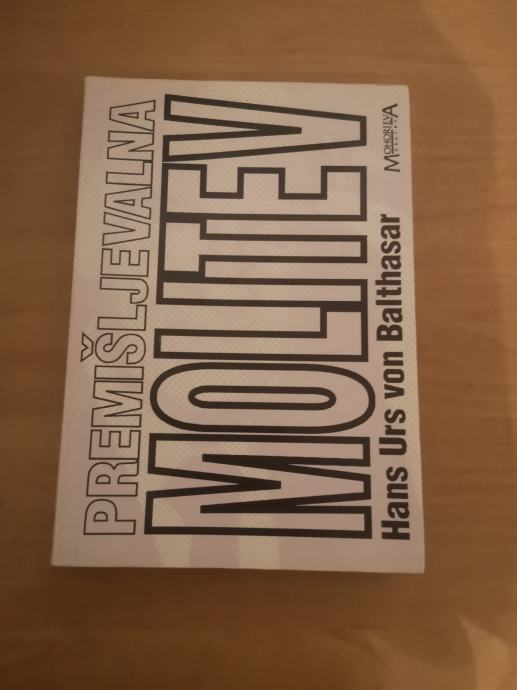 PREMIŠLJEVALNA
MOLITEV
Hans Urs von Balthasar
MOHORJEVA